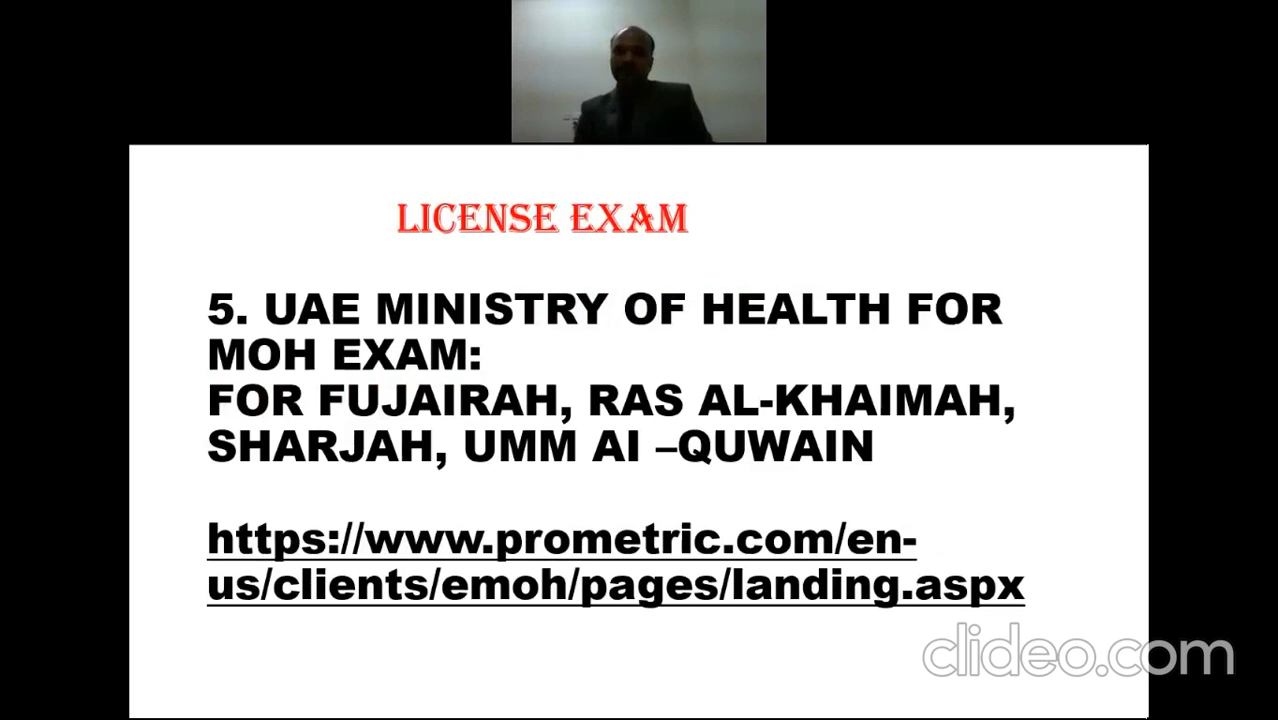 LICENSE EXAM
5. UAE MINISTRY OF HEALTH FOR
MOH EXAM:
FOR FUJAIRAH, RAS AL-KHAIMAH,
SHARJAH, UMM AI –QUWAIN
https://www.prometric.com/en-
us/clients/emoh/pages/landing.aspx
clideo.com